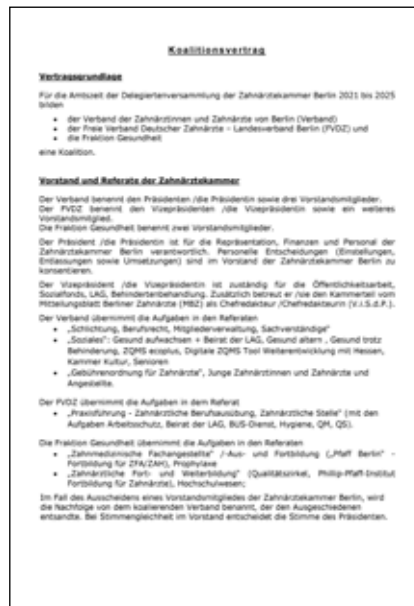 Koalitionsvertrag
Vertragsgrundlage
Für die Amtszeit der Delegiertenversammlung der Zahnärztekammer Berlin 2021 bis 2025
bilden
• der Verband der Zahnärztinnen und Zahnärzte von Berlin (Verband)
• der Freie Verband Deutscher Zahnärzte – Landesverband Berlin (FVDZ) und
• die Fraktion Gesundheit
eine Koalition.
Vorstand und Referate der Zahnärztekammer
Der Verband benennt den Präsidenten /die Präsidentin sowie drei Vorstandsmitglieder.
Der FVDZ benennt den Vizepräsidenten /die Vizepräsidentin sowie ein weiteres
Vorstandsmitglied.
Die Fraktion Gesundheit benennt zwei Vorstandsmitglieder.
Der Präsident /die Präsidentin ist für die Repräsentation, Finanzen und Personal der
Zahnärztekammer Berlin verantwortlich. Personelle Entscheidungen (Einstellungen,
Entlassungen sowie Umsetzungen) sind im Vorstand der Zahnärztekammer Berlin zu
konsentieren.
Der Vizepräsident /die Vizepräsidentin ist zuständig für die Öffentlichkeitsarbeit,
Sozialfonds, LAG, Behindertenbehandlung. Zusätzlich betreut er /sie den Kammerteil vom
Mitteilungsblatt Berliner Zahnärzte (MBZ) als Chefredakteur /Chefredakteurin (V.i.S.d.P.).
Der Verband übernimmt die Aufgaben in den Referaten
• „Schlichtung, Berufsrecht, Mitgliederverwaltung, Sachverständige"
• „Soziales": Gesund aufwachsen + Beirat der LAG, Gesund altern , Gesund trotz
Behinderung, ZQMS ecoplus, Digitale ZQMS Tool Weiterentwicklung mit Hessen,
Kammer Kultur, Senioren
• „Gebührenordnung für Zahnärzte", Junge Zahnärztinnen und Zahnärzte und
Angestellte.
Der FVDZ übernimmt die Aufgaben in dem Referat
• „Praxisführung - Zahnärztliche Berufsausübung, Zahnärztliche Stelle" (mit den
Aufgaben Arbeitsschutz, Beirat der LAG, BUS-Dienst, Hygiene, QM, QS).
Die Fraktion Gesundheit übernimmt die Aufgaben in den Referaten
• „Zahnmedizinische Fachangestellte" /-Aus- und Fortbildung („Pfaff Berlin" -
Fortbildung für ZFA/ZAH), Prophylaxe
• „Zahnärztliche Fort- und Weiterbildung" (Qualitätszirkel, Philipp-Pfaff-Institut
Fortbildung für Zahnärzte), Hochschulwesen;
Im Fall des Ausscheidens eines Vorstandsmitgliedes der Zahnärztekammer Berlin, wird
die Nachfolge von dem koalierenden Verband benannt, der den Ausgeschiedenen
entsandte. Bei Stimmengleichheit im Vorstand entscheidet die Stimme des Präsidenten.